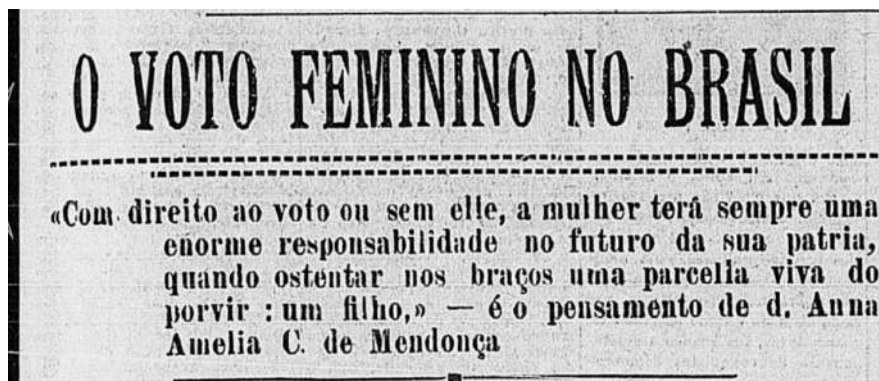 O VOTO FEMININO NO BRASIL
«Com direito ao voto ou sem elle, a mulher terá sempre uma
enorme responsabilidade no futuro da sua patria,
quando ostentar nos braços uma parcella viva do
porvir : um filho,» — é o pensamento de d. Anna
Amelia C. de Mendonça